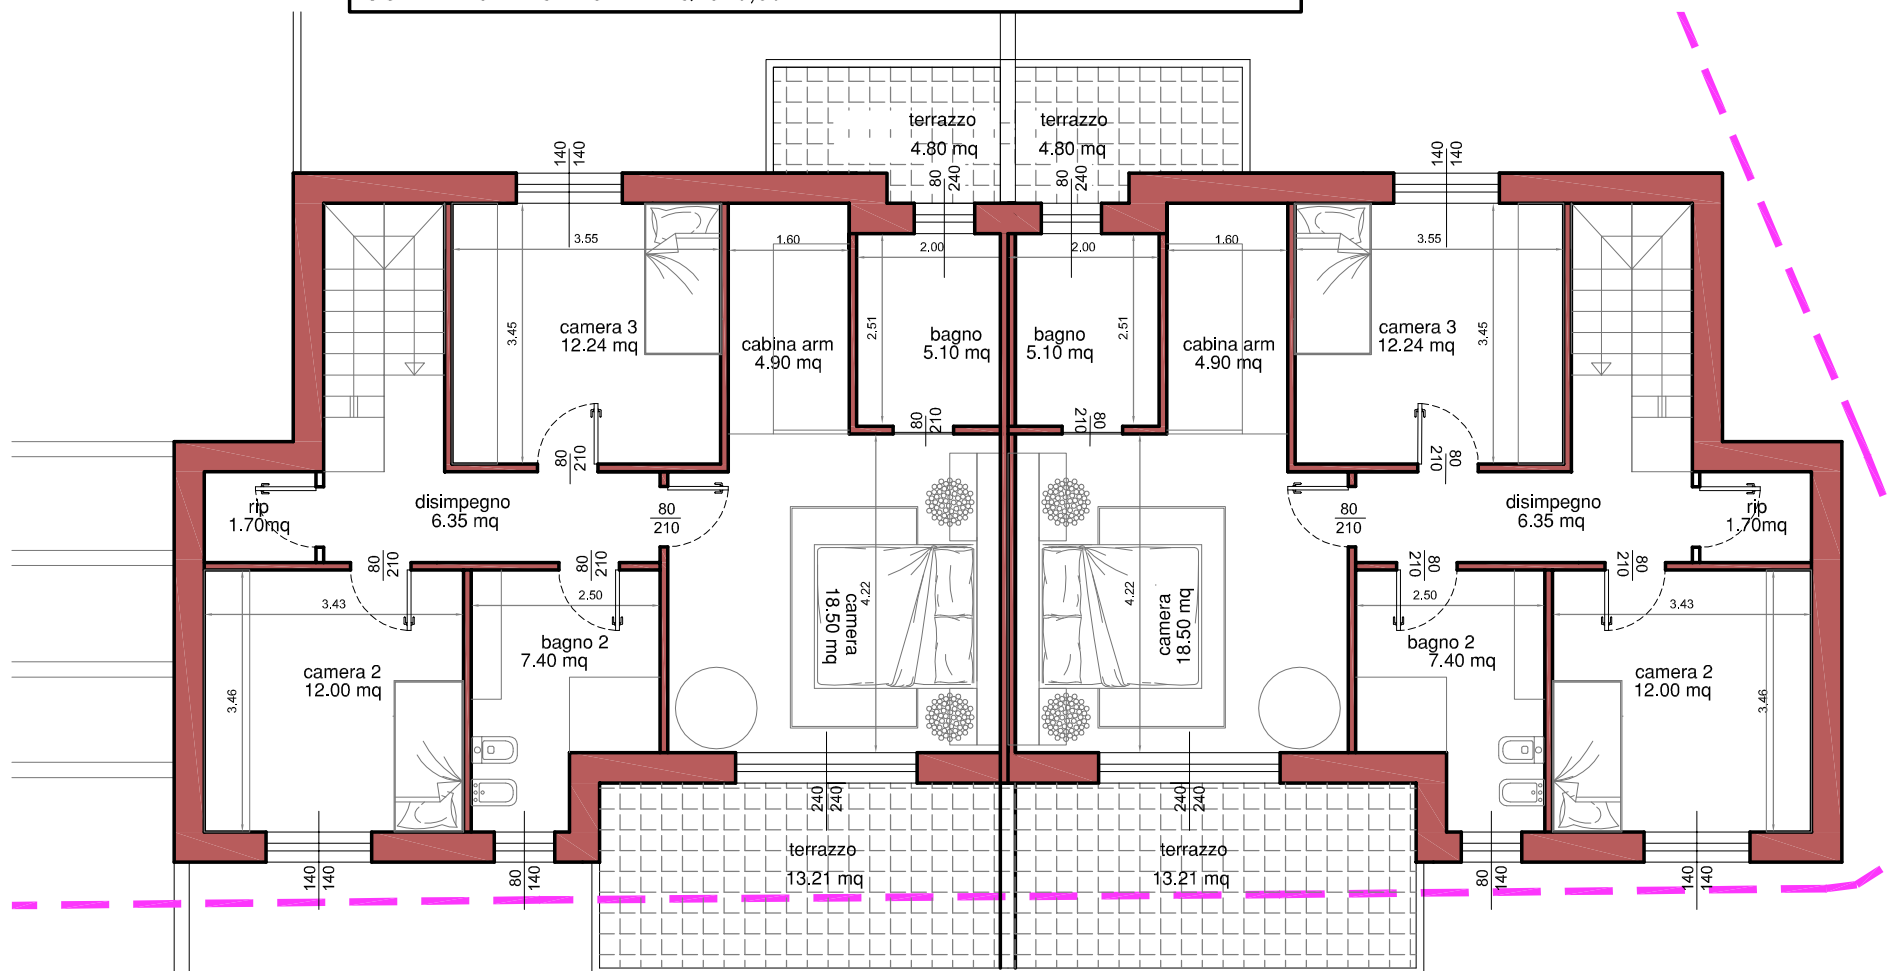 terrazzo
4.80 mq
terrazzo
4.80 mq
140
140
80
240
80
240
140
140
3.55
1.60
2.00
2.00
1.60
3.55
3.45
camera 3
12.24 mq
cabina arm
4.90 mq
2.51
bagno
5.10 mq
bagno
5.10 mq
2.51
cabina arm
4.90 mq
camera 3
12.24 mq
3.45
80
210
80
210
80
210
80
210
rip
1.70mq
disimpegno
6.35 mq
80
210
80
210
disimpegno
6.35 mq
rip
1.70mq
80
210
80
210
80
210
80
210
3.43
2.50
4.22
4.22
2.50
3.43
camera
18.50 mq
camera
18.50 mq
3.46
camera 2
12.00 mq
bagno 2
7.40 mq
bagno 2
7.40 mq
camera 2
12.00 mq
3.46
240
240
240
240
terrazzo
13.21 mq
terrazzo
13.21 mq
140
140
80
140
80
140
140
140